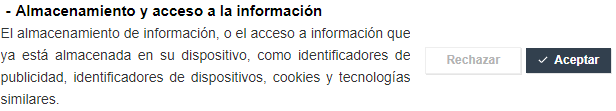 - Almacenamiento y acceso a la información
El almacenamiento de información, o el acceso a información que
ya está almacenada en su dispositivo, como identificadores de
publicidad, identificadores de dispositivos, cookies y tecnologías
similares.
Rechazar
✓ Aceptar